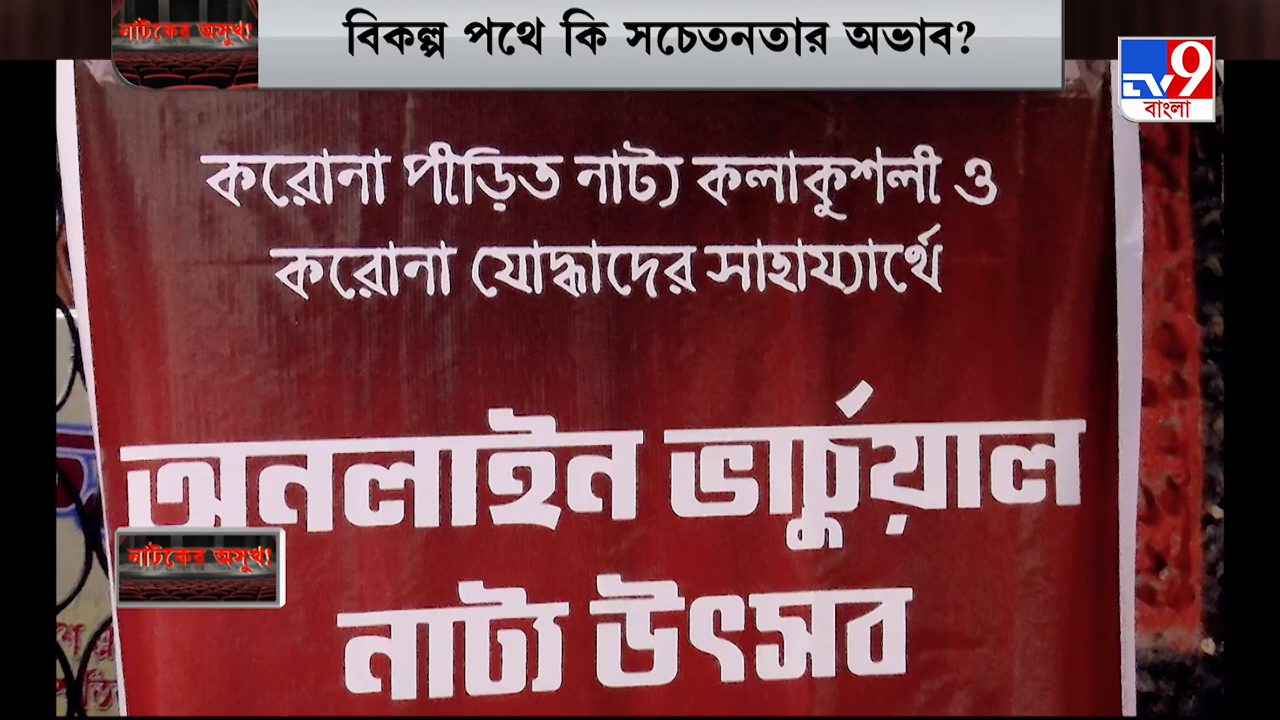 নাটকের অসুখ!
বিকল্প পথে কি সচেতনতার অভাব?
TV9
বাংলা
করোনা পীড়িত নাট্য কলাকুশলী ও
করোনা যোদ্ধাদের সাহায্যার্থে
অনলাইন ভার্চুয়াল
নাটকের অসুখ!
নাট্য উৎসব